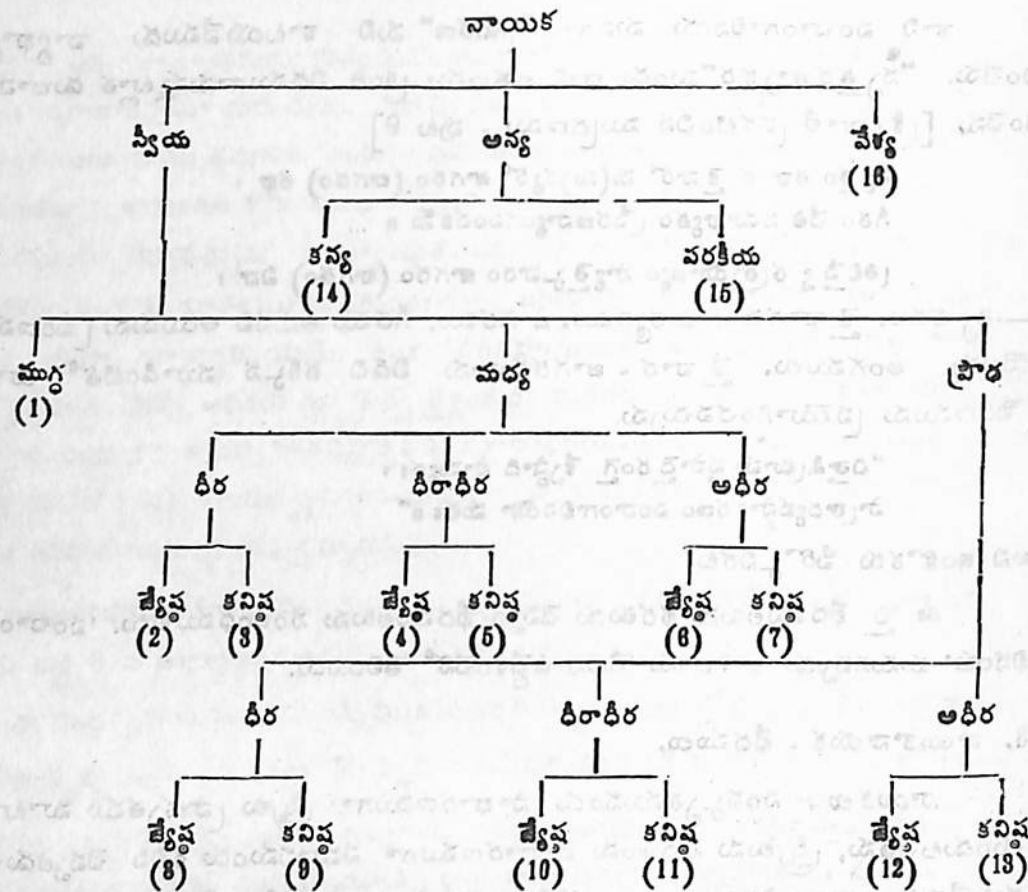 నాయిక
స్వీయ అన్య వేశ్య
(16)
కన్య పరకీయ
(14) (15)
ముగ్ధ మధ్య ప్రౌఢ
(1)
ధీర ధీరాధీర అధీర
జ్యేష్ఠ కనిష్ఠ జ్యేష్ఠ కనిష్ఠ జ్యేష్ఠ కనిష్ఠ
(2) (3) (4) (5) (6) (7)
ధీర ధీరాధీర అధీర
జ్యేష్ఠ కనిష్ఠ జ్యేష్ఠ కనిష్ఠ జ్యేష్ఠ కనిష్ఠ
(8) (9) (10) (11) (12) (13)